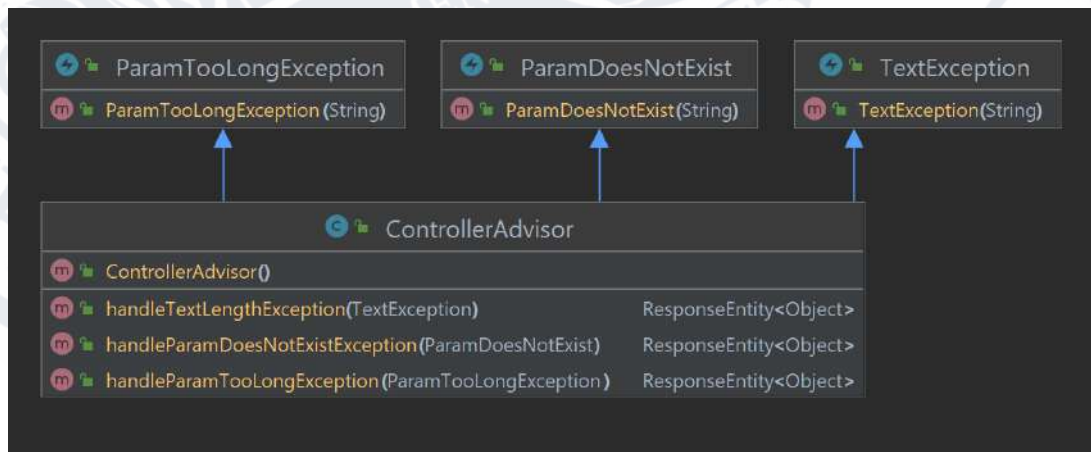 ParamTooLongException
ParamTooLongException(String)
ParamDoesNotExist
ParamDoesNotExist(String)
TextException
TextException(String)
ControllerAdvisor
ControllerAdvisor()
handleTextLengthException(TextException) ResponseEntity<Object>
handleParamDoesNotExistException(ParamDoesNotExist) ResponseEntity<Object>
handleParamTooLongException(ParamTooLongException) ResponseEntity<Object>